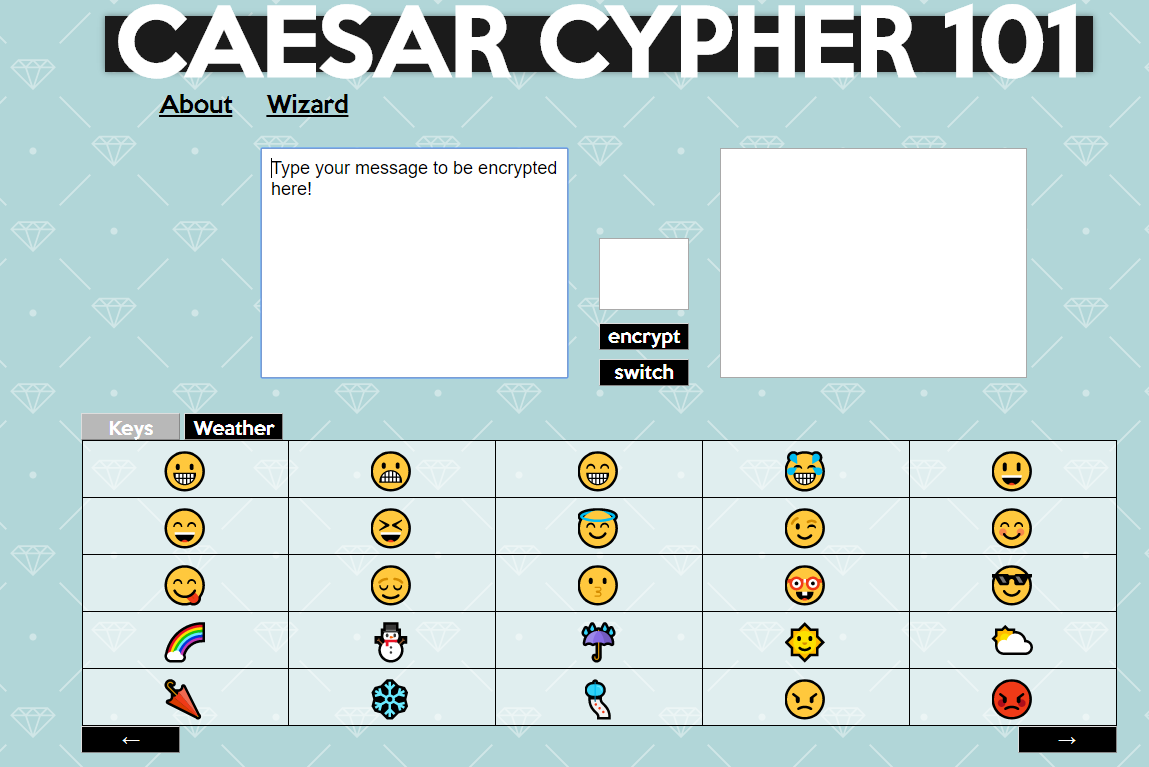 CAESAR CYPHER 101
About Wizard
Type your message to be encrypted
here!
encrypt
switch
Keys Weather
← →